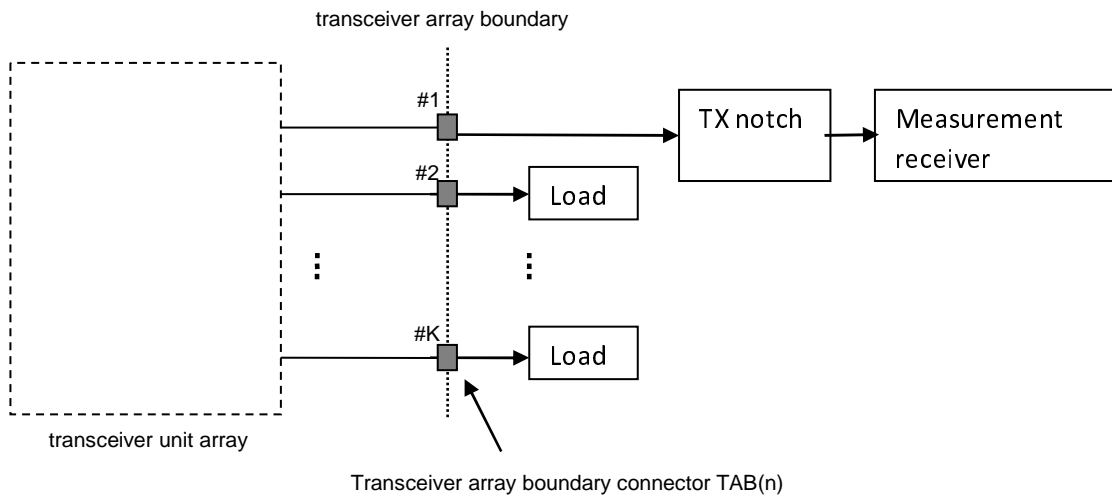 transceiver array boundary
#1
TX notch
Measurement
receiver
#2
Load
#K
Load
transceiver unit array
Transceiver array boundary connector TAB(n)